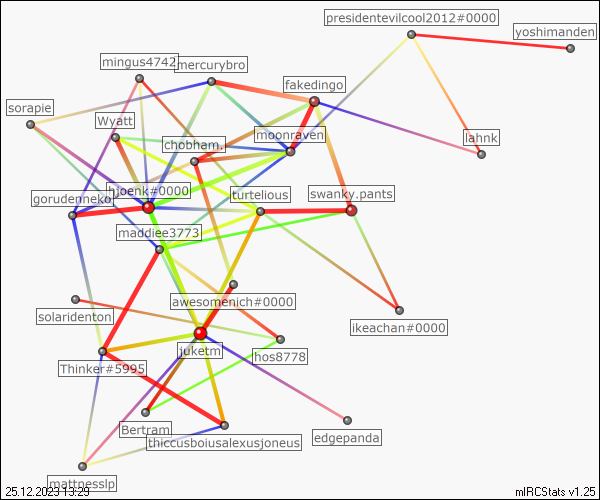 presidentevilcool2012#0000
yoshimanden
mingus4742
mercurybro
fakedingo
sorapie
Wyatt
chobham.
moonraven
lahnk
gorudenneko
hjoenk#0000
turtelious
swanky.pants
maddiee3773
awesomenjch#0000
solaridenton
ikeachan#0000
juketm
hos8778
Thinker#5995
Bertram
thiccusboiusalexusjoneus
edgepanda
mattnesslp
25.12.2023 13:29
mIRCStats v1.25